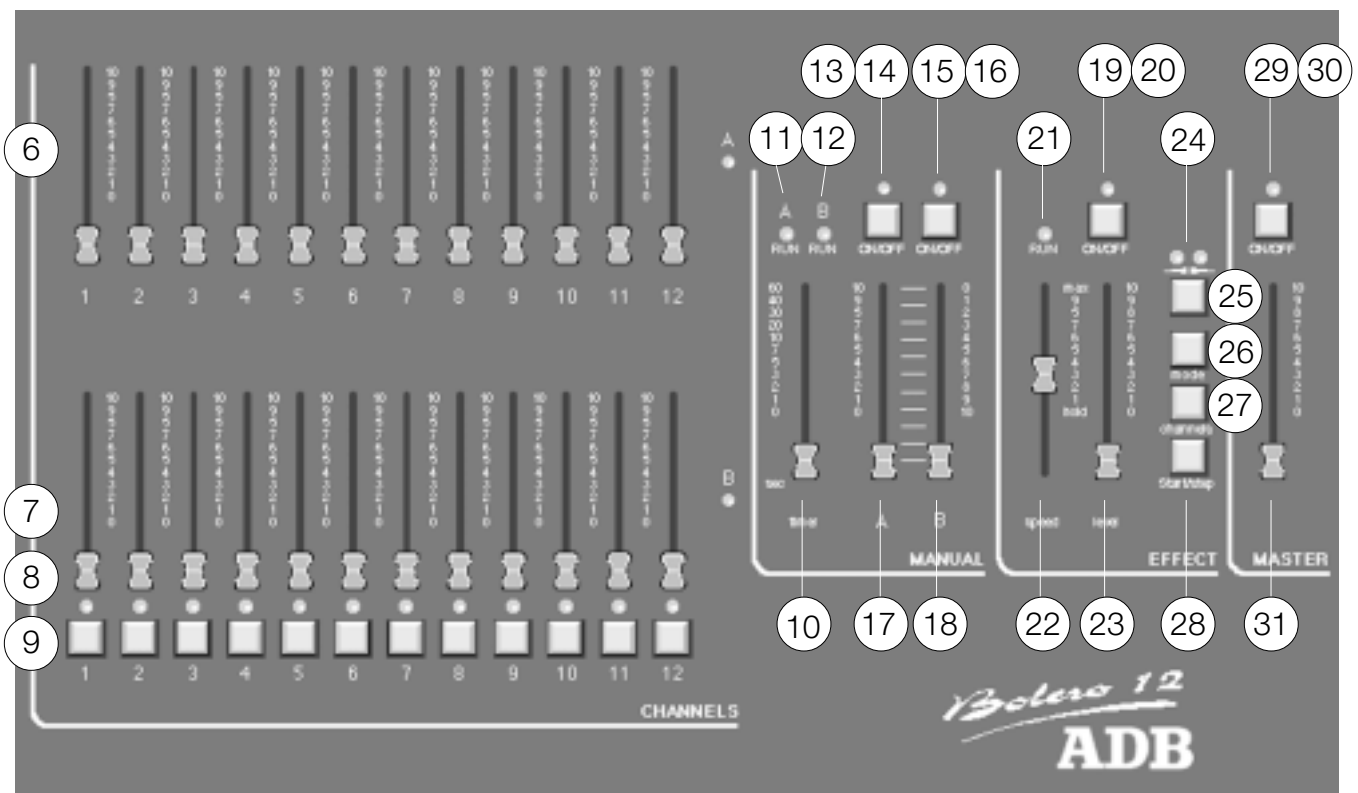 13 14 15 16 19 20 29 30
6
A
11 12 21 24
A B
RUN RUN ON/OFF ON/OFF RUN ON/OFF ON/OFF
1 2 3 4 5 6 7 8 9 10 11 12
25
26
mode
27
channels
Start/stop
max
hold
B
7
sec
timer A B speed level
MANUAL EFFECT MASTER
8
10 17 18 22 23 28 31
9
1 2 3 4 5 6 7 8 9 10 11 12
CHANNELS
Bolero 12
ADB